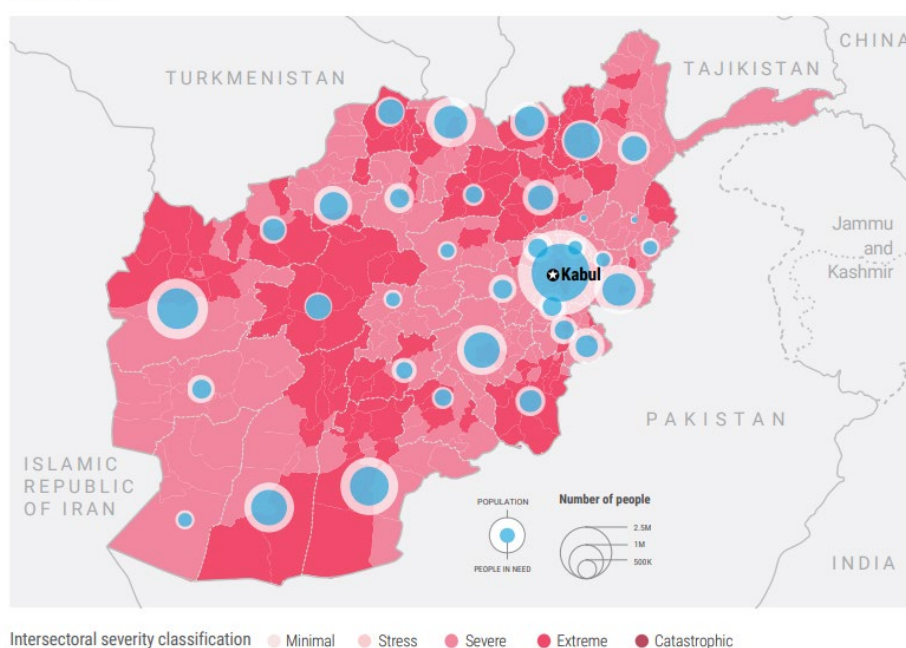 CHINA
TURKMENISTAN
TAJIKISTAN
Jammu
and
Kashmir
Kabul
PAKISTAN
ISLAMIC
REPUBLIC
OF IRAN
POPULATION
PEOPLE IN NEED
Number of people
2.5M
1M
500K
INDIA
Intersectoral severity classification Minimal Stress Severe Extreme Catastrophic